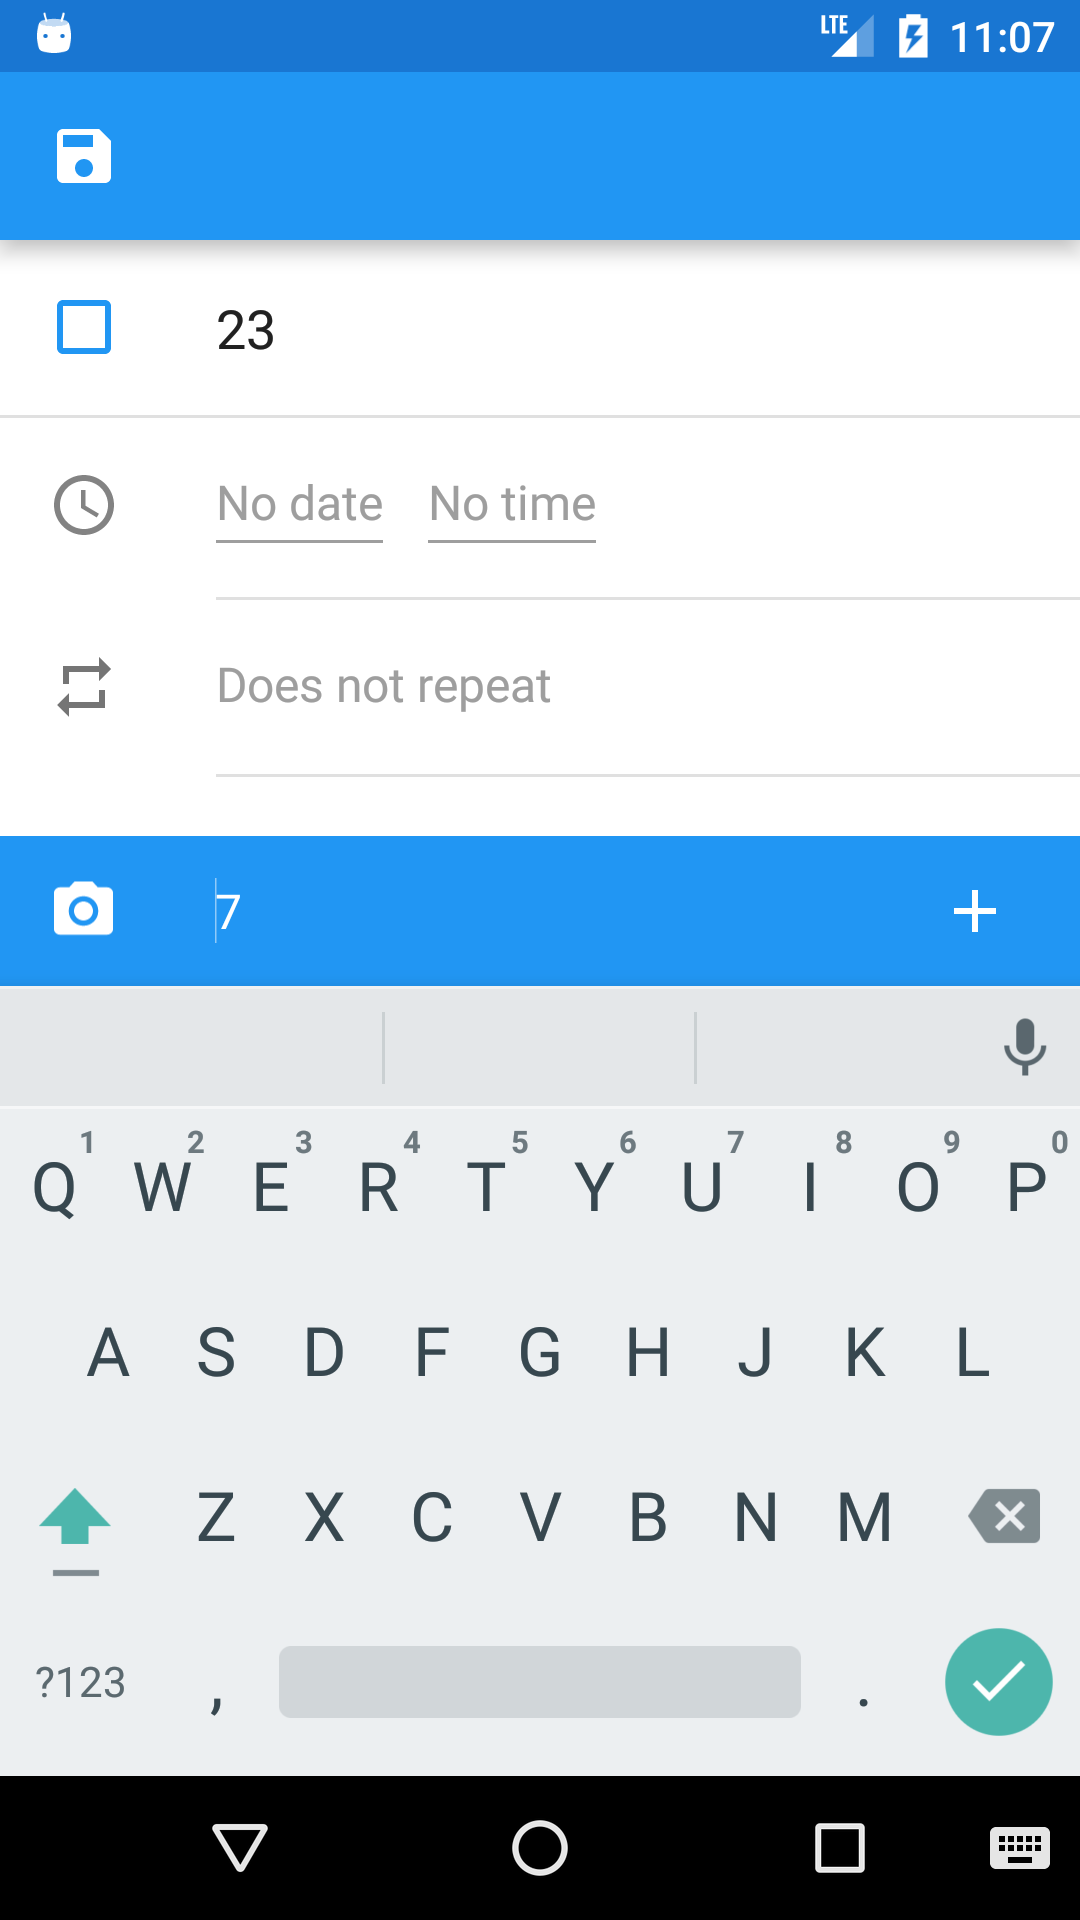 LTE 11:07
23
No date No time
Does not repeat
7
1 2 3 4 5 6 7 8 9 0
Q W E R T Y U I O P
A S D F G H J K L
Z X C V B N M
?123 , .